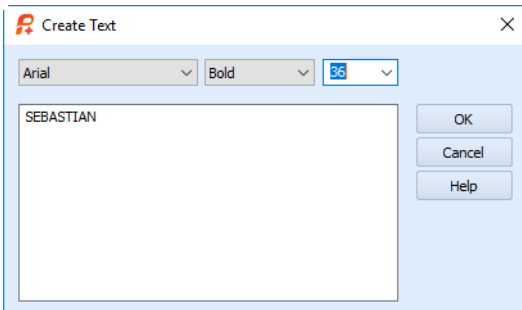 Create Text
Arial Bold 36
SEBASTIAN
OK
Cancel
Help